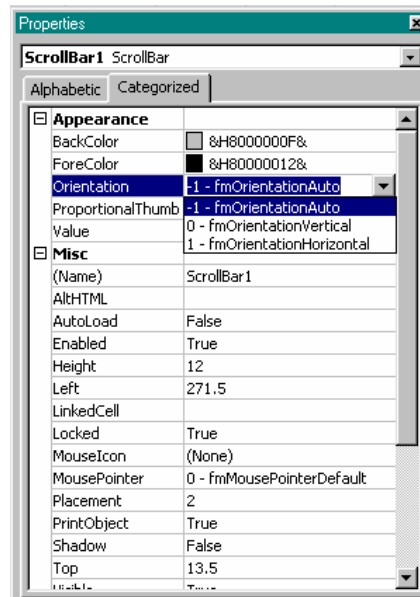 Properties
ScrollBar1 ScrollBar
Alphabetic Categorized
Appearance
BackColor &H8000000F&
ForeColor &H80000012&
Orientation -1 - fmOrientationAuto
ProportionalThumb -1 - fmOrientationAuto
Value 0 - fmOrientationVertical
1 - fmOrientationHorizontal
Misc
(Name) ScrollBar1
AltHTML
AutoLoad False
Enabled True
Height 12
Left 271.5
LinkedCell
Locked True
MouseIcon (None)
MousePointer 0 - fmMousePointerDefault
Placement 2
PrintObject True
Shadow False
Top 13.5